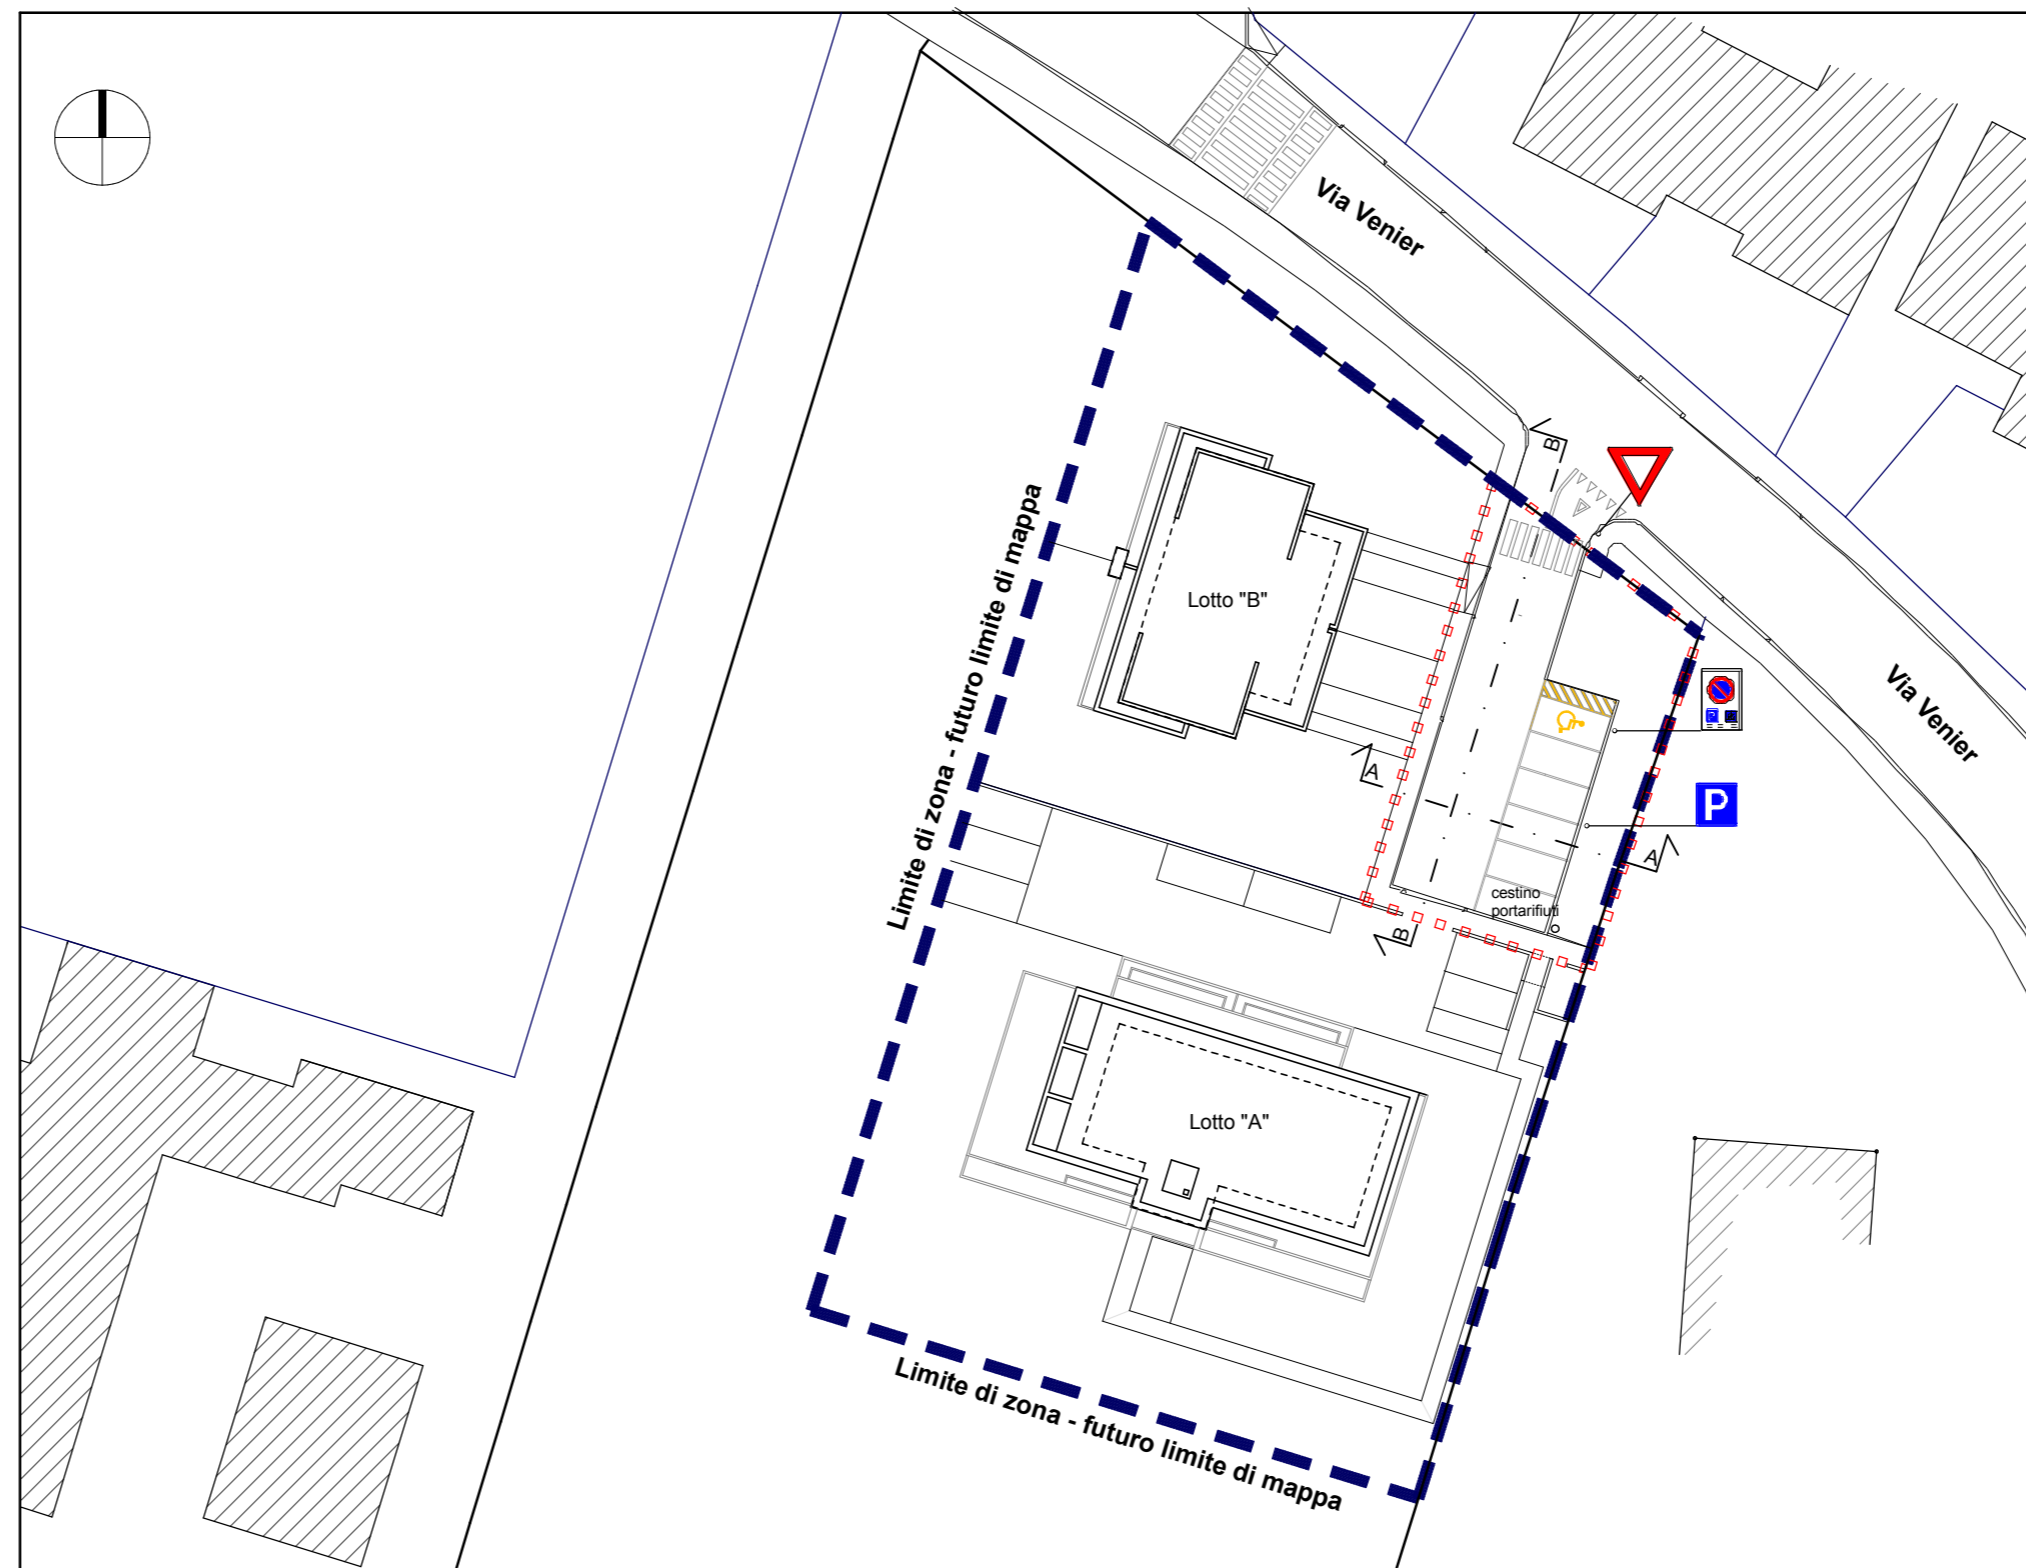 Via Venier
B
Limite di zona - futuro limite di mappa
Lotto "B"
Via Venier
A
P
A
cestino
portarifiuti
B
Lotto "A"
Limite di zona - futuro limite di mappa